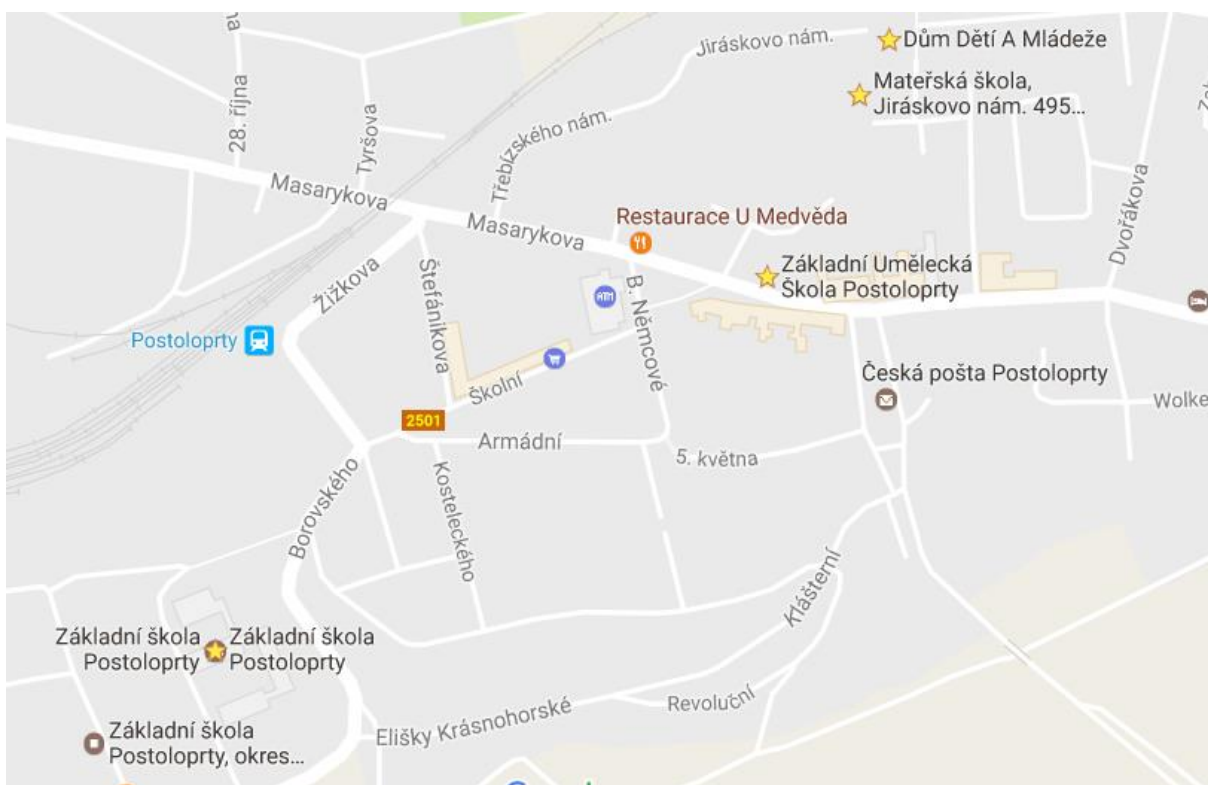 Jiráskovo nám.
Dům Dětí A Mládeže
Mateřská škola,
Jiráskovo nám. 495...
28. října
Tyršova
Třebízského nám.
Masarykova
Masarykova
Restaurace U Medvěda
Dvořákova
Základní Umělecká
Škola Postoloprty
Žižkova
Štefánikova
ATM
B. Němcové
Postoloprty
Školní
Česká pošta Postoloprty
Wolke
2501
Armádní
5. května
Borovského
Kosteleckého
Klášterní
Základní škola
Postoloprty
Základní škola
Postoloprty
Revoluční
Elišky Krásnohorské
Základní škola
Postoloprty, okres...